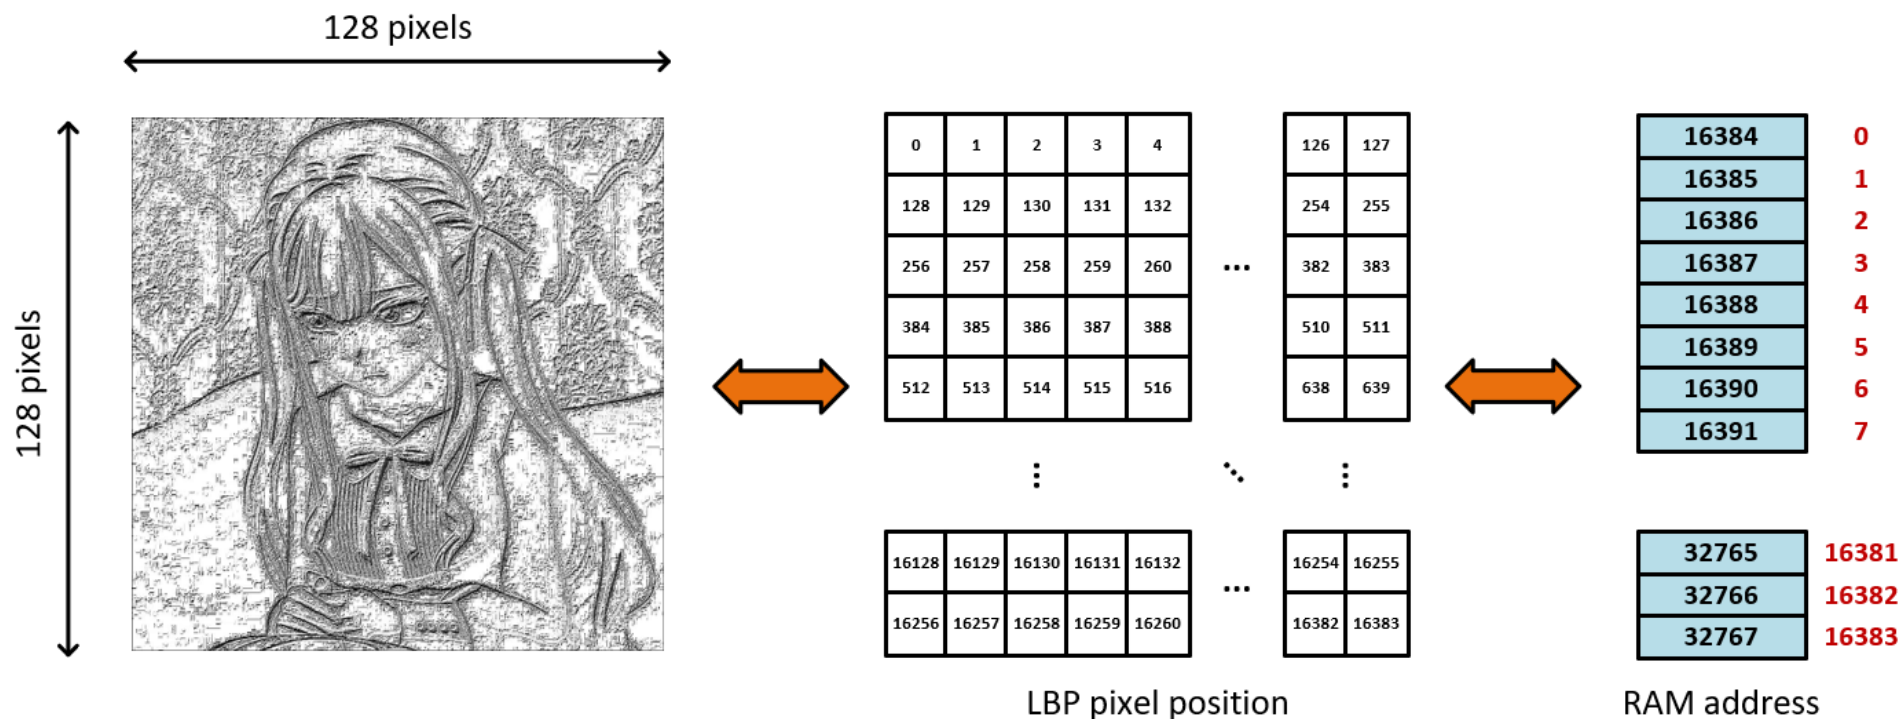 128 pixels
128 pixels
0 1 2 3 4 126 127
128 129 130 131 132 254 255
256 257 258 259 260 ... 382 383
384 385 386 387 388 510 511
512 513 514 515 516 638 639
16128 16129 16130 16131 16132 16254 16255
...
16256 16257 16258 16259 16260 16382 16383
LBP pixel position
16384 0
16385 1
16386 2
16387 3
16388 4
16389 5
16390 6
16391 7
32765 16381
32766 16382
32767 16383
RAM address